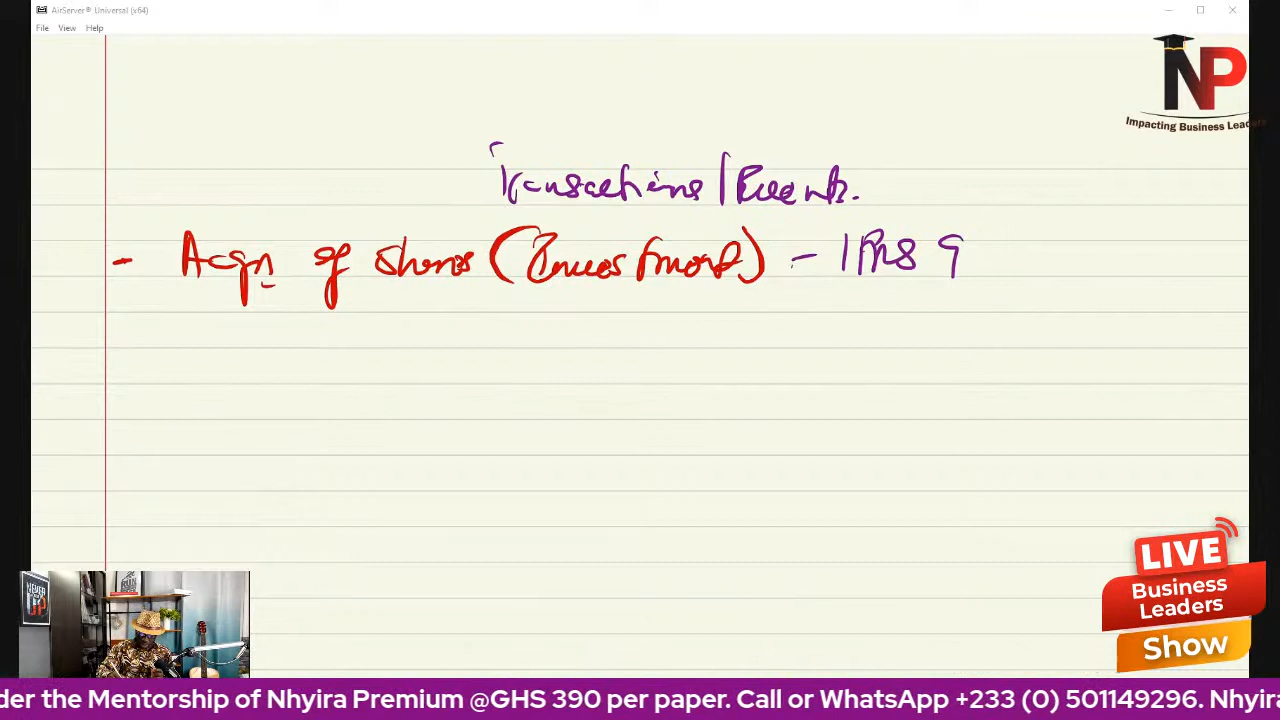 AirServer® Universal (x64)
File View Help
NP
Impacting Business Leaders
Transactions/Events.
- Acqn of shares (Investment) - IFRS 9
LIVE
Business
Leaders
Show
der the Mentorship of Nhyira Premium @GHS 390 per paper. Call or WhatsApp +233 (0) 501149296. Nhyira